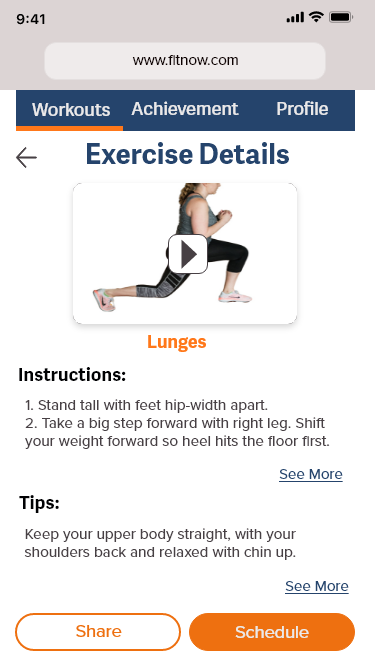 9:41
www.fitnow.com
Workouts Achievement Profile
Exercise Details
Lunges
Instructions:
1. Stand tall with feet hip-width apart.
2. Take a big step forward with right leg. Shift
your weight forward so heel hits the floor first.
See More
Tips:
Keep your upper body straight, with your
shoulders back and relaxed with chin up.
See More
Share Schedule